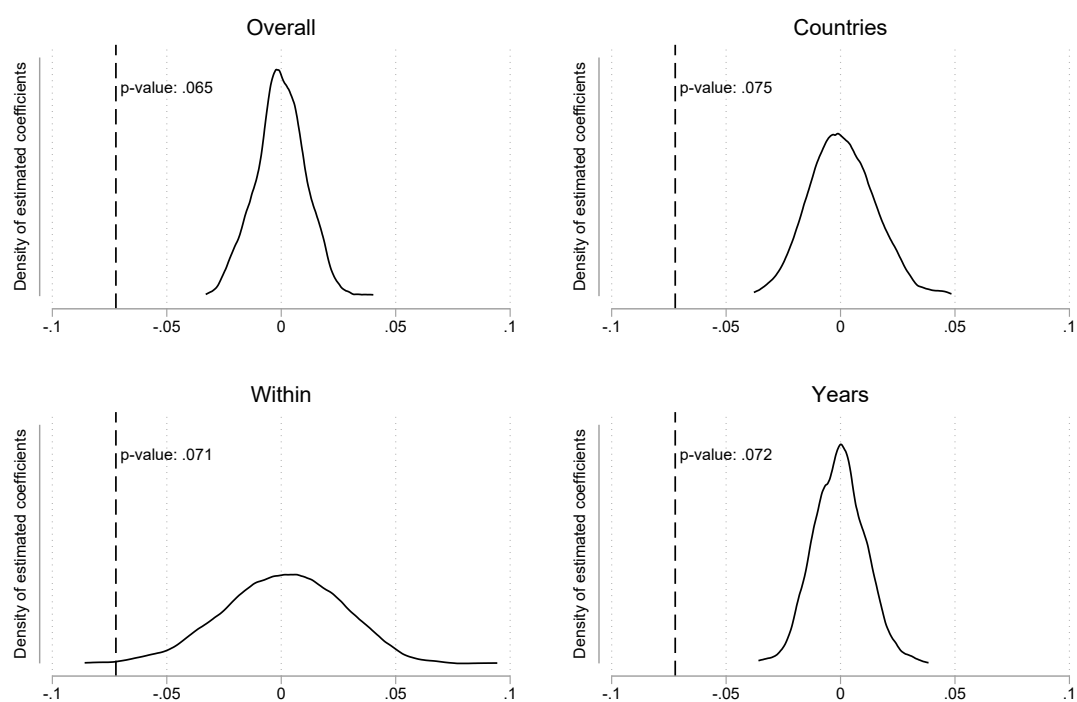 Overall
Density of estimated coefficients
p-value: .065
-.1 -.05 0 .05 .1
Countries
Density of estimated coefficients
p-value: .075
-.1 -.05 0 .05 .1
Within
Density of estimated coefficients
p-value: .071
-.1 -.05 0 .05 .1
Years
Density of estimated coefficients
p-value: .072
-.1 -.05 0 .05 .1